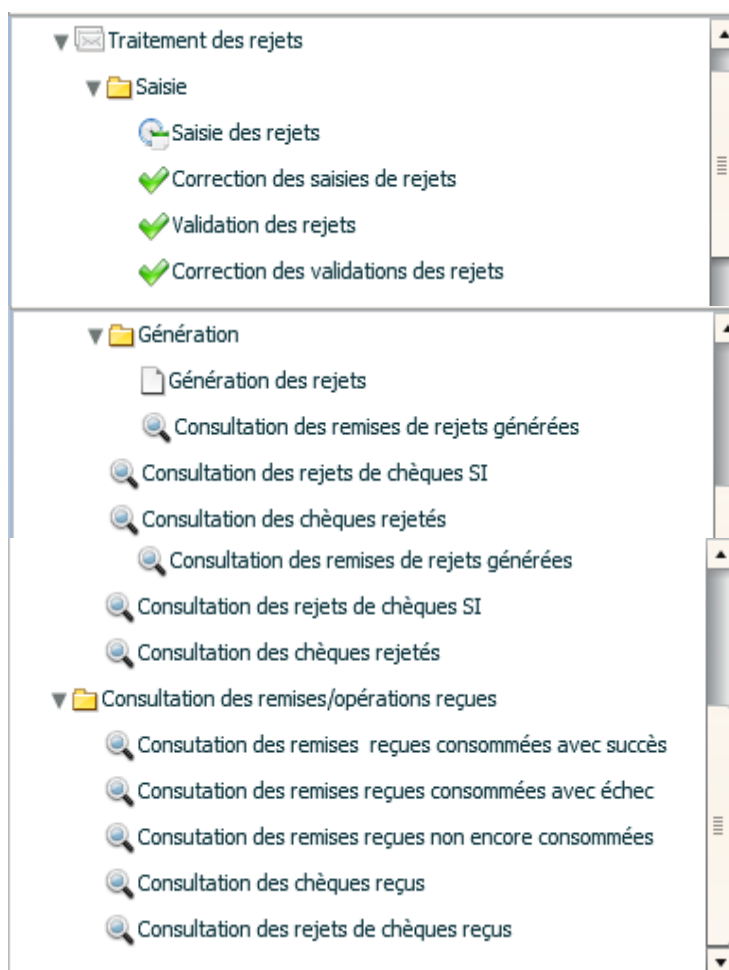 Traitement des rejets
Saisie
Saisie des rejets
Correction des saisies de rejets
Validation des rejets
Correction des validations des rejets
Génération
Génération des rejets
Consultation des remises de rejets générées
Consultation des rejets de chèques SI
Consultation des chèques rejetés
Consultation des remises de rejets générées
Consultation des rejets de chèques SI
Consultation des chèques rejetés
Consultation des remises/opérations reçues
Consutation des remises  reçues consommées avec succès
Consutation des remises reçues consommées avec échec
Consutation des remises reçues non encore consommées
Consultation des chèques reçus
Consultation des rejets de chèques reçus